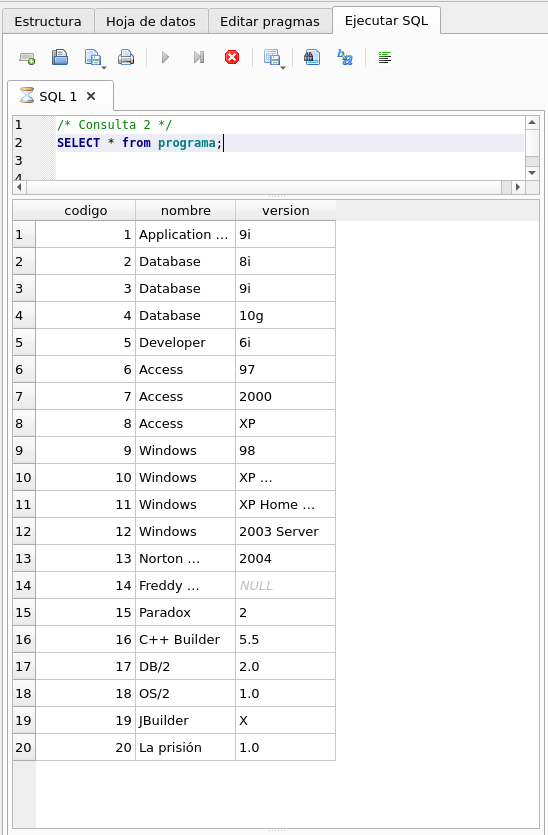 Estructura Hoja de datos Editar pragmas Ejecutar SQL
SQL 1
1 /* Consulta 2 */
2 SELECT * from programa;
3
4
codigo nombre version
1 1 Application ... 9i
2 2 Database 8i
3 3 Database 9i
4 4 Database 10g
5 5 Developer 6i
6 6 Access 97
7 7 Access 2000
8 8 Access XP
9 9 Windows 98
10 10 Windows XP ...
11 11 Windows XP Home ...
12 12 Windows 2003 Server
13 13 Norton ... 2004
14 14 Freddy ... NULL
15 15 Paradox 2
16 16 C++ Builder 5.5
17 17 DB/2 2.0
18 18 OS/2 1.0
19 19 JBuilder X
20 20 La prisión 1.0